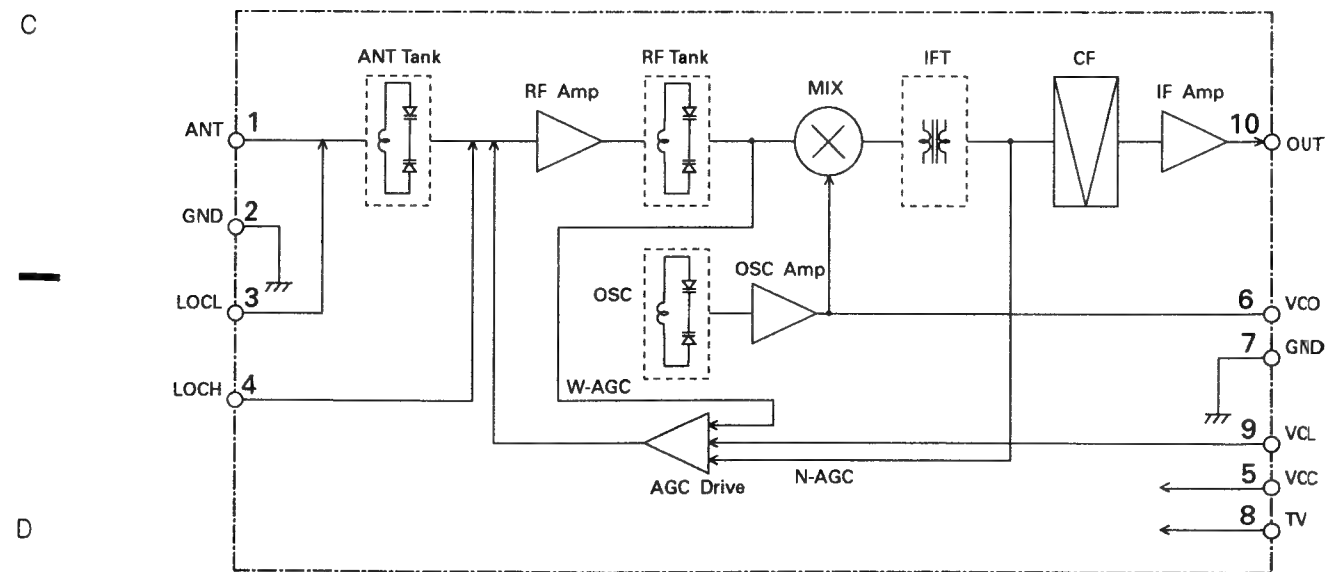 C
ANT Tank
RF Tank
IFT
CF
RF Amp
MIX
IF Amp
ANT
1
10
OUT
GND
2
OSC
OSC Amp
LOCL
3
6
VCO
7
GND
LOCH
4
W-AGC
9
VCL
N-AGC
AGC Drive
5
VCC
8
TV
D